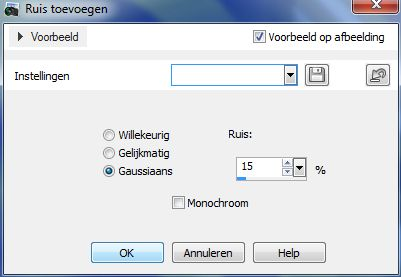 Ruis toevoegen
Voorbeeld
Voorbeeld op afbeelding
Instellingen
Willekeurig
Gelijkmatig
Gaussiaans
Ruis:
15 %
Monochroom
OK Annuleren Help